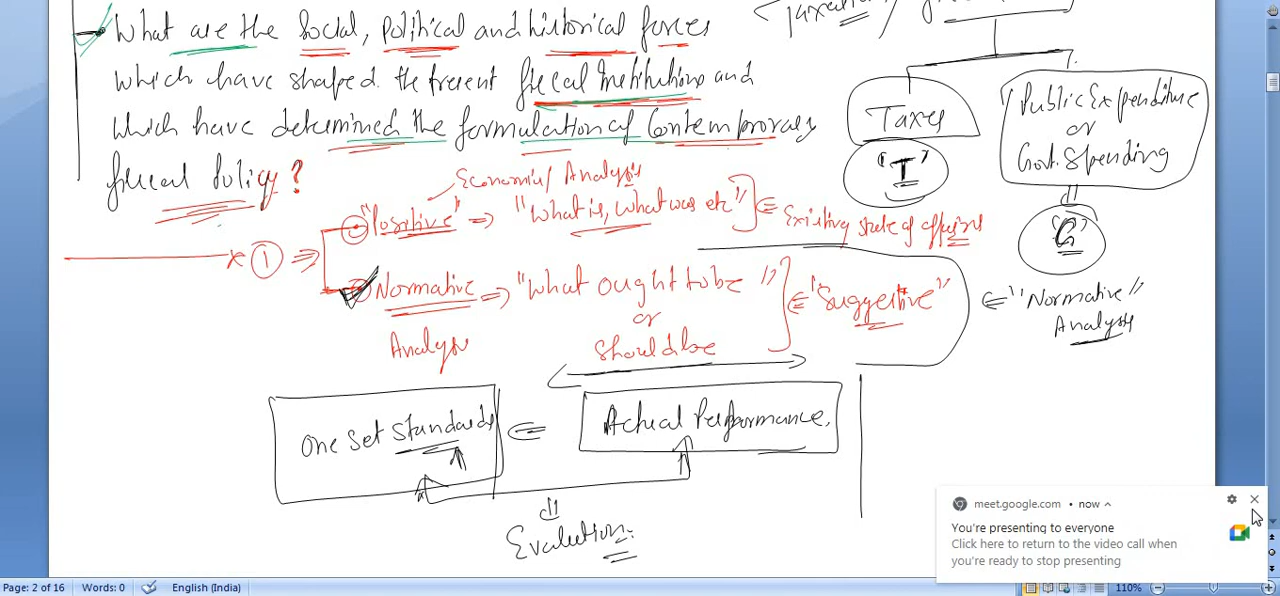 What are the Social, Political and historical forces
which have shaped the present fiscal institutions and
which have determined the formulation of Contemporary
fiscal Policy?
Taxation/
Taxes
"T"
Public Expenditure
or
Govt. Spending
"G"
Economics/ Analysis
① ⇒
"Positive" ⇒ "What is, What was etc" ⇐ Existing state of affairs
Normative ⇒ "What ought to be" ⇐ "Suggestive" ⇐ "Normative"
Analysis
Analysis
or
Should be
One Set Standards ⇐ Actual Performance.
Evaluation.
meet.google.com • now
You're presenting to everyone
Click here to return to the video call when
you're ready to stop presenting
Page: 2 of 16 Words: 0 English (India) 110%